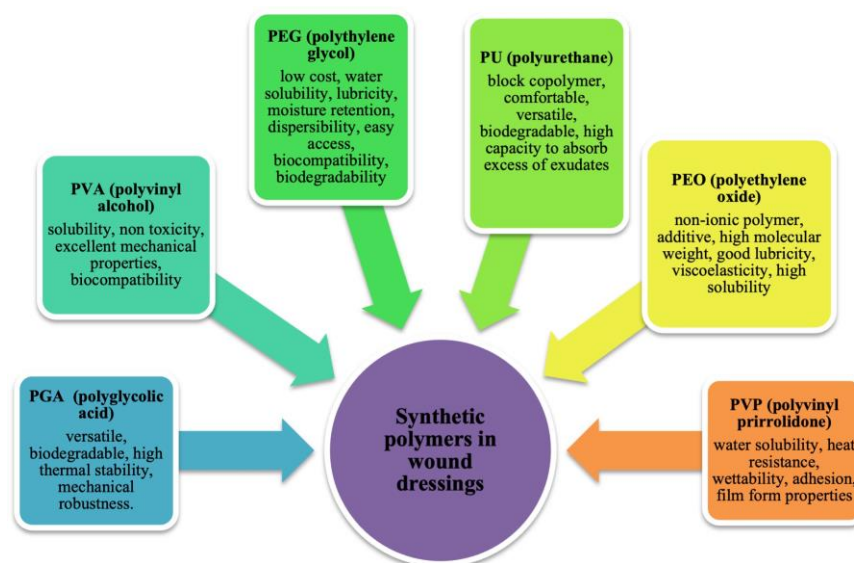 PEG (polythylene
glycol)
low cost, water
solubility, lubricity,
moisture retention,
dispersibility, easy
access,
biocompatibility,
biodegradability
PU (polyurethane)
block copolymer,
comfortable,
versatile,
biodegradable, high
capacity to absorb
excess of exudates
PVA (polyvinyl
alcohol)
solubility, non toxicity,
excellent mechanical
properties,
biocompatibility
PEO (polyethylene
oxide)
non-ionic polymer,
additive, high molecular
weight, good lubricity,
viscoelasticity, high
solubility
PGA (polyglycolic
acid)
versatile,
biodegradable, high
thermal stability,
mechanical
robustness.
Synthetic
polymers in
wound
dressings
PVP (polyvinyl
prirrolidone)
water solubility, heat
resistance,
wettability, adhesion,
film form properties